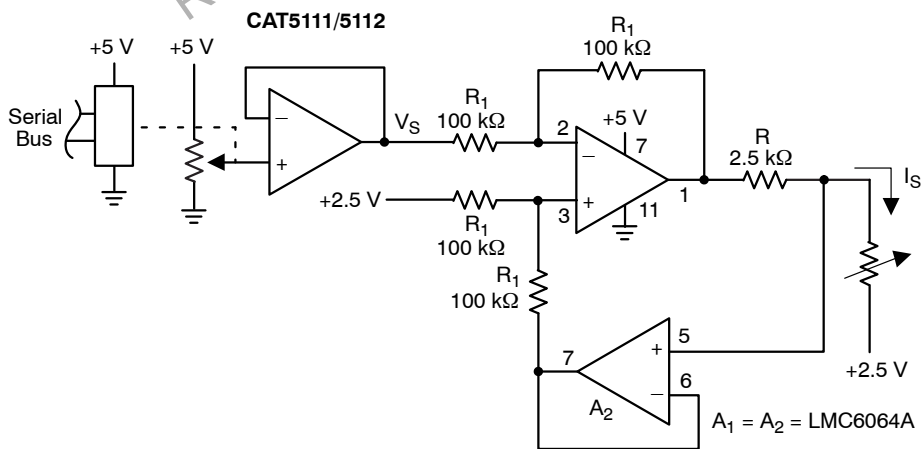 CAT5111/5112
+5 V
+5 V
Serial
Bus
VS
R1
100 kΩ
R1
100 kΩ
+5 V
2
−
7
+
3
11
1
+2.5 V
R1
100 kΩ
R1
100 kΩ
−
+
R
2.5 kΩ
IS
+2.5 V
7
+
5
−
6
A2
A1 = A2 = LMC6064A